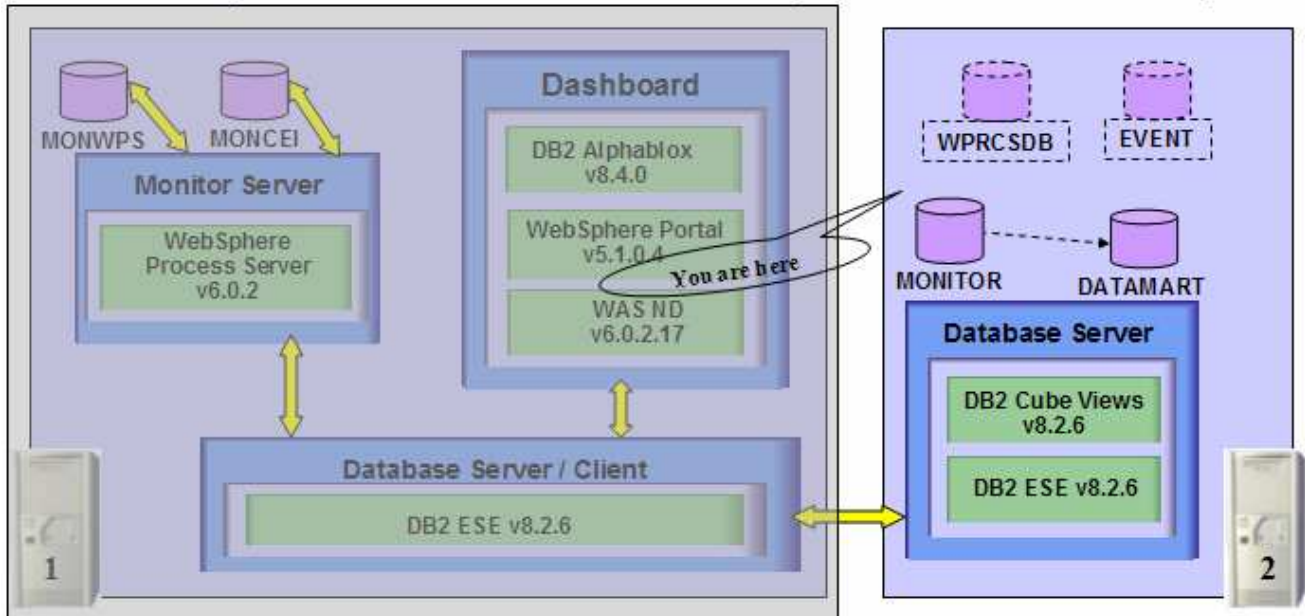 MONWPS
MONCEI
Monitor Server
WebSphere
Process Server
v6.0.2
Dashboard
DB2 Alphablox
v8.4.0
WebSphere Portal
v5.1.0.4
You are here
WAS ND
v6.0.2.17
Database Server / Client
DB2 ESE v8.2.6
1
WPRCSDB
EVENT
MONITOR
DATAMART
Database Server
DB2 Cube Views
v8.2.6
DB2 ESE v8.2.6
2